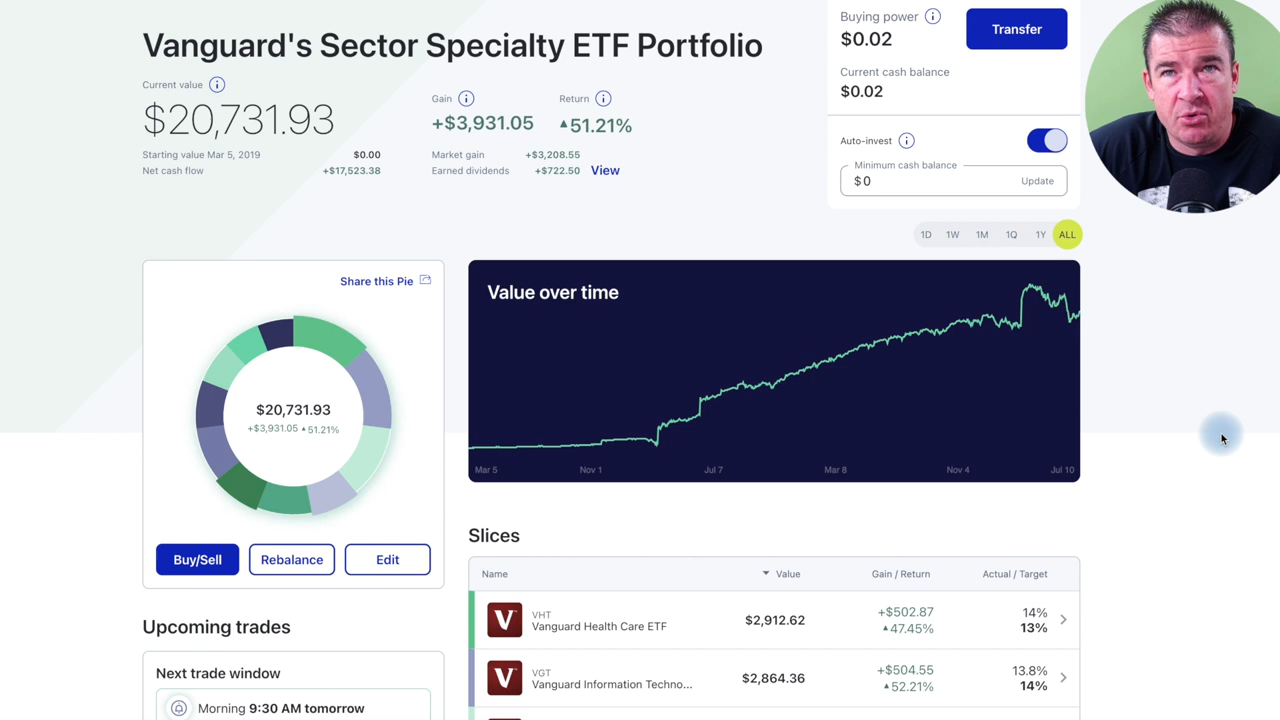 Vanguard's Sector Specialty ETF Portfolio
Current value
$20,731.93
Starting value Mar 5, 2019 $0.00
Net cash flow +$17,523.38
Gain
+$3,931.05
Return
51.21%
Market gain +$3,208.55
Earned dividends +$722.50 View
Buying power
$0.02
Transfer
Current cash balance
$0.02
Auto-invest
Minimum cash balance
$0 Update
1D 1W 1M 1Q 1Y ALL
Share this Pie
$20,731.93
+$3,931.05 51.21%
Buy/Sell Rebalance Edit
Value over time
Mar 5 Nov 1 Jul 7 Mar 8 Nov 4 Jul 10
Slices
Name Value Gain / Return Actual / Target
V
VHT
Vanguard Health Care ETF
$2,912.62
+$502.87
47.45%
14%
13%
V
VGT
Vanguard Information Techno...
$2,864.36
+$504.55
52.21%
13.8%
14%
Upcoming trades
Next trade window
Morning 9:30 AM tomorrow